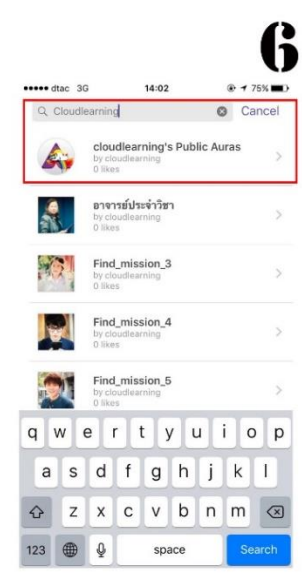 6
dtac 3G 14:02 75%
Cloudlearning Cancel
cloudlearning's Public Auras
by cloudlearning
0 likes
อาจารย์ประจำวิชา
by cloudlearning
0 likes
Find_mission_3
by cloudlearning
0 likes
Find_mission_4
by cloudlearning
0 likes
Find_mission_5
by cloudlearning
0 likes
q w e r t y u i o p
a s d f g h j k l
z x c v b n m
123 space Search